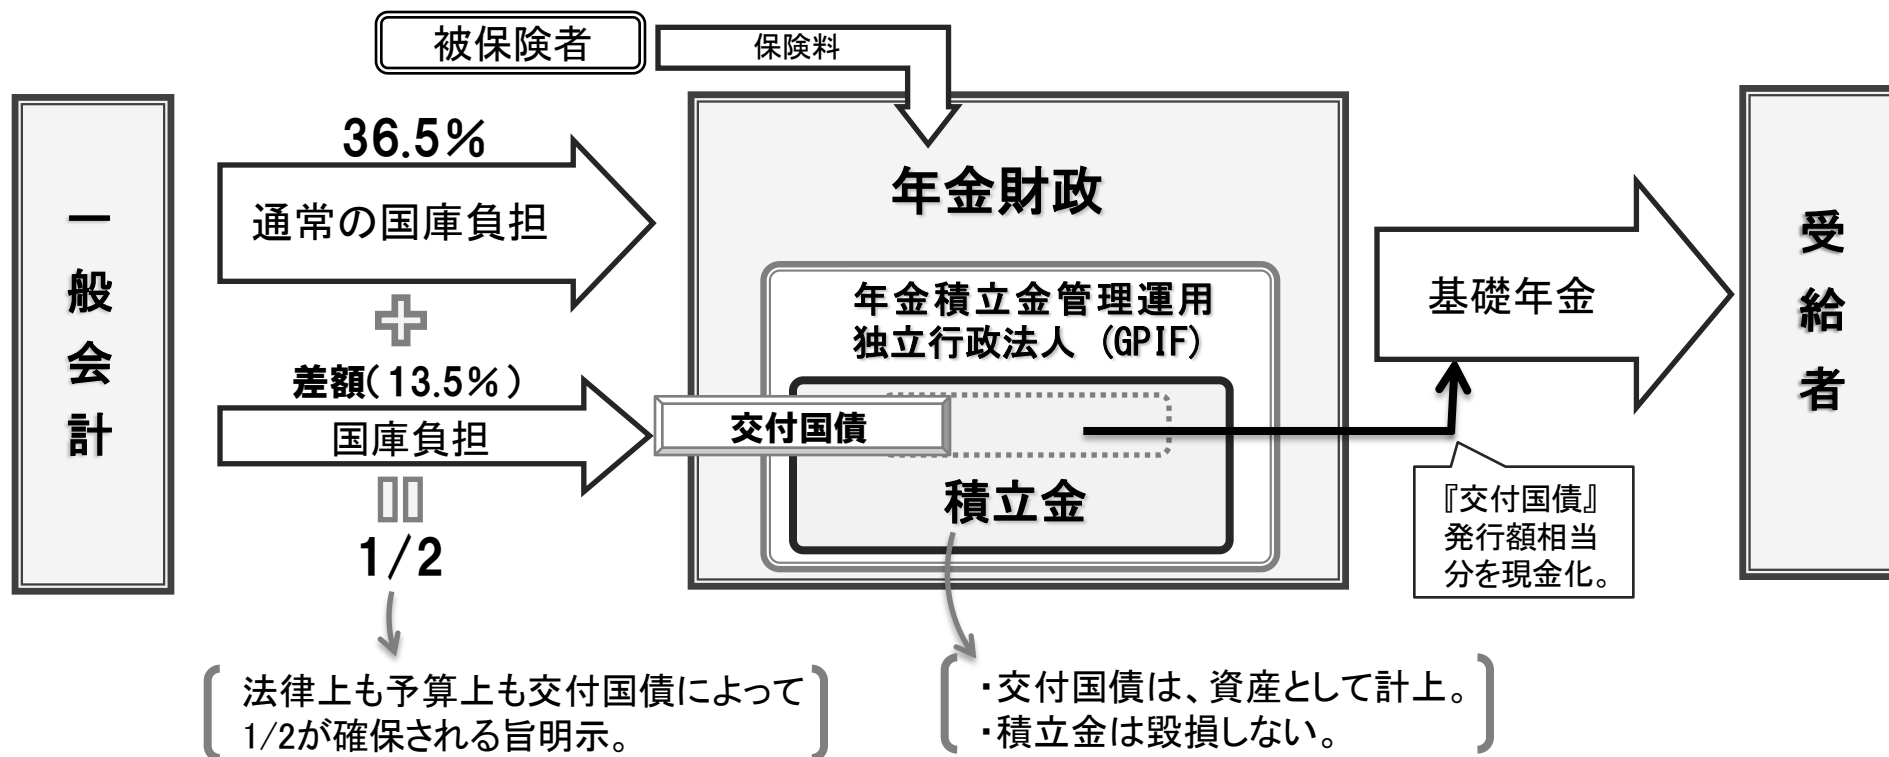 被保険者
保険料
一般会計
36.5%
通常の国庫負担
差額(13.5%)
国庫負担
1/2
年金財政
年金積立金管理運用
独立行政法人 (GPIF)
交付国債
積立金
基礎年金
受給者
『交付国債』
発行額相当
分を現金化。
法律上も予算上も交付国債によって
1/2が確保される旨明示。
・交付国債は、資産として計上。
・積立金は毀損しない。